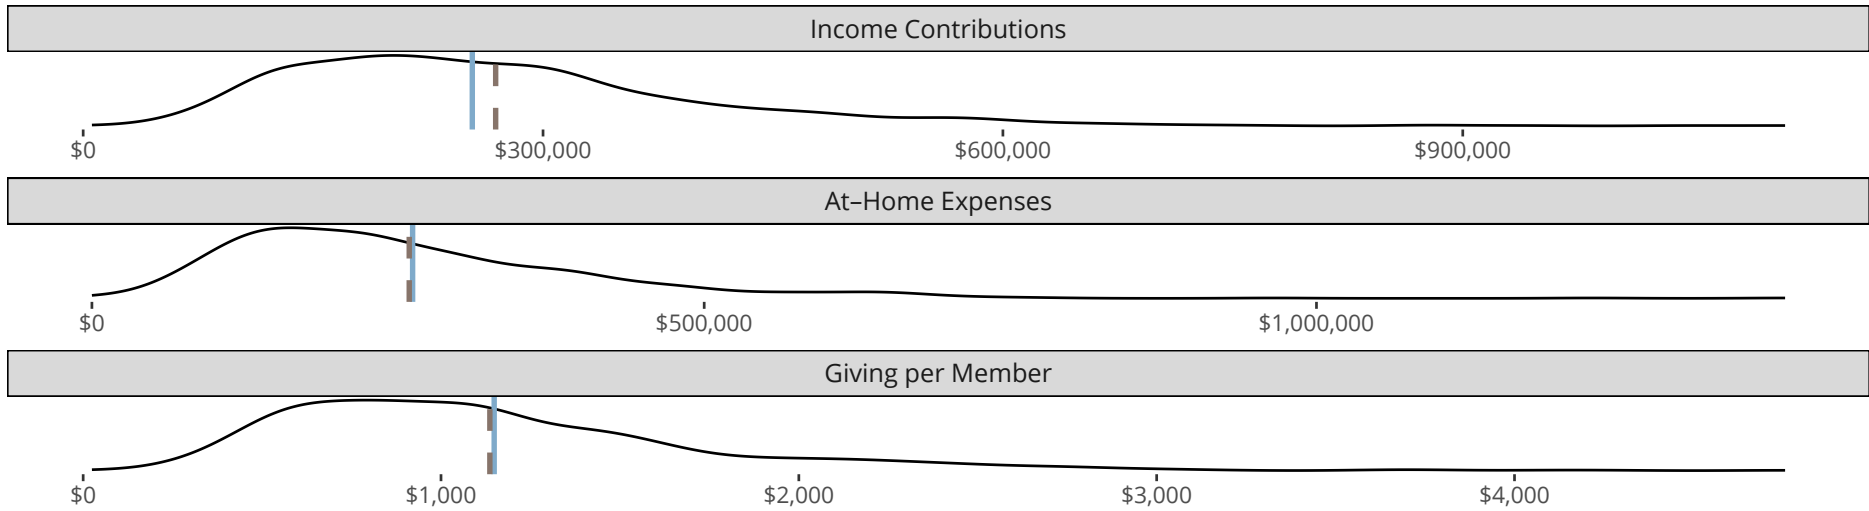 Income Contributions
$0 $300,000 $600,000 $900,000
At–Home Expenses
$0 $500,000 $1,000,000
Giving per Member
$0 $1,000 $2,000 $3,000 $4,000